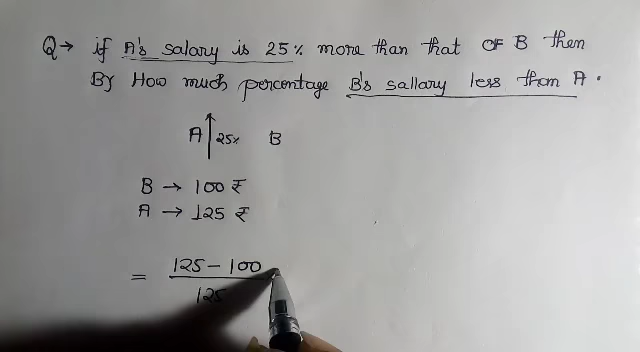 Q→ if A's salary is 25% more than that OF B then
By How much percentage B's sallary less than A.
A↑25% B
B → 100 ₹
A → 125 ₹
= 125 - 100
125